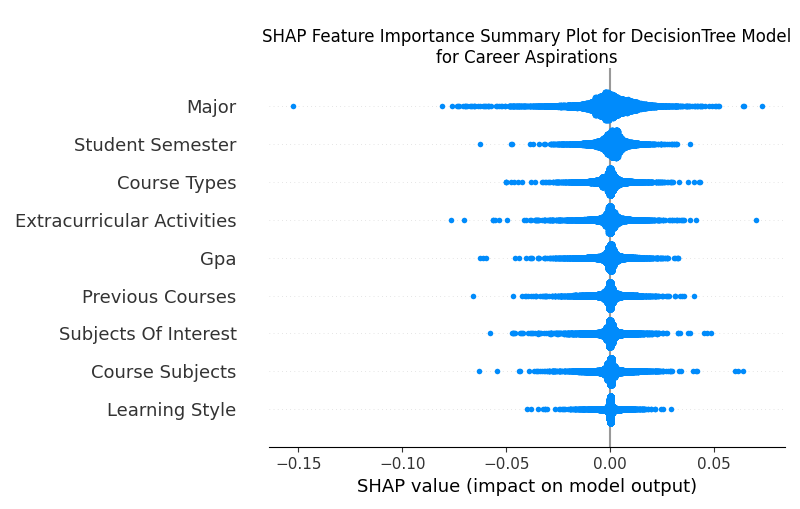 SHAP Feature Importance Summary Plot for DecisionTree Model
for Career Aspirations
Major
Student Semester
Course Types
Extracurricular Activities
Gpa
Previous Courses
Subjects Of Interest
Course Subjects
Learning Style
−0.15 −0.10 −0.05 0.00 0.05
SHAP value (impact on model output)